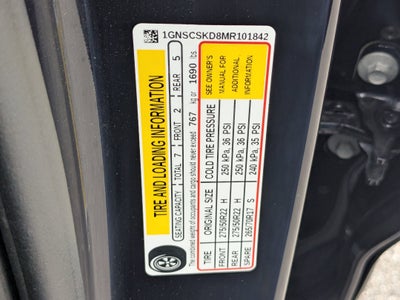 1GNSCSKD8MR101842
TIRE AND LOADING INFORMATION
SEATING CAPACITY | TOTAL 7 | FRONT 2 | REAR 5
The combined weight of occupants and cargo should never exceed 767 kg or 1690 lbs.
TIRE | ORIGINAL SIZE | COLD TIRE PRESSURE | SEE OWNER'S MANUAL FOR ADDITIONAL INFORMATION
FRONT | 275/50R22 H | 250 kPa, 36 PSI
REAR | 275/50R22 H | 250 kPa, 36 PSI
SPARE | 265/70R17 S | 240 kPa, 35 PSI